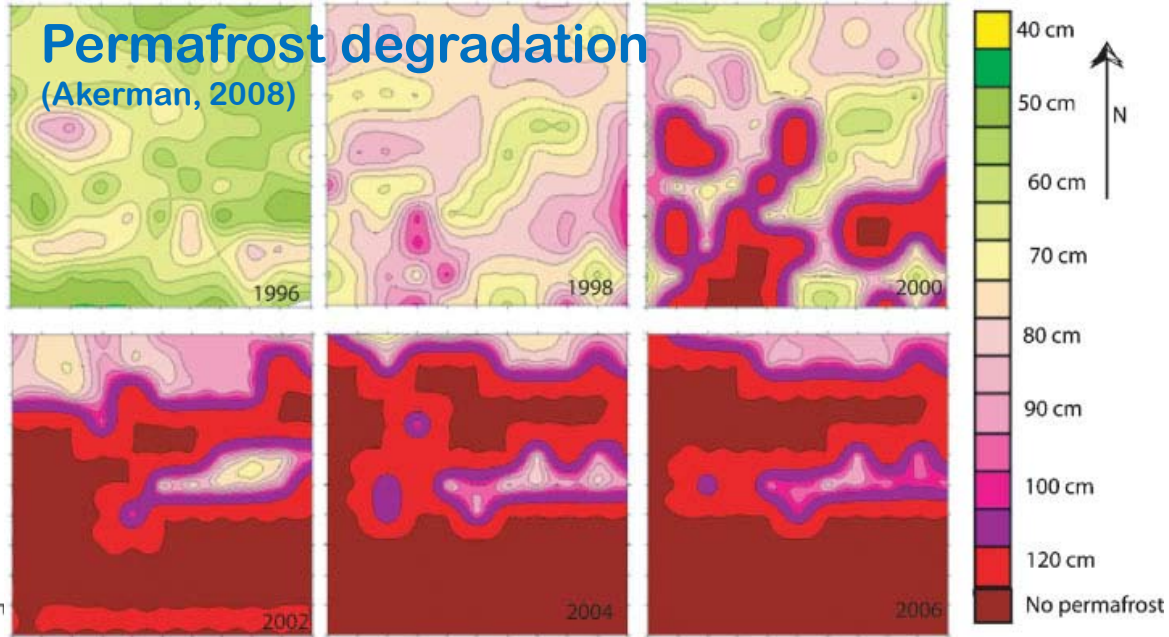 Permafrost degradation
(Akerman, 2008)
1996
1998
2000
2002
2004
2006
40 cm
50 cm
60 cm
70 cm
80 cm
90 cm
100 cm
120 cm
No permafrost
N